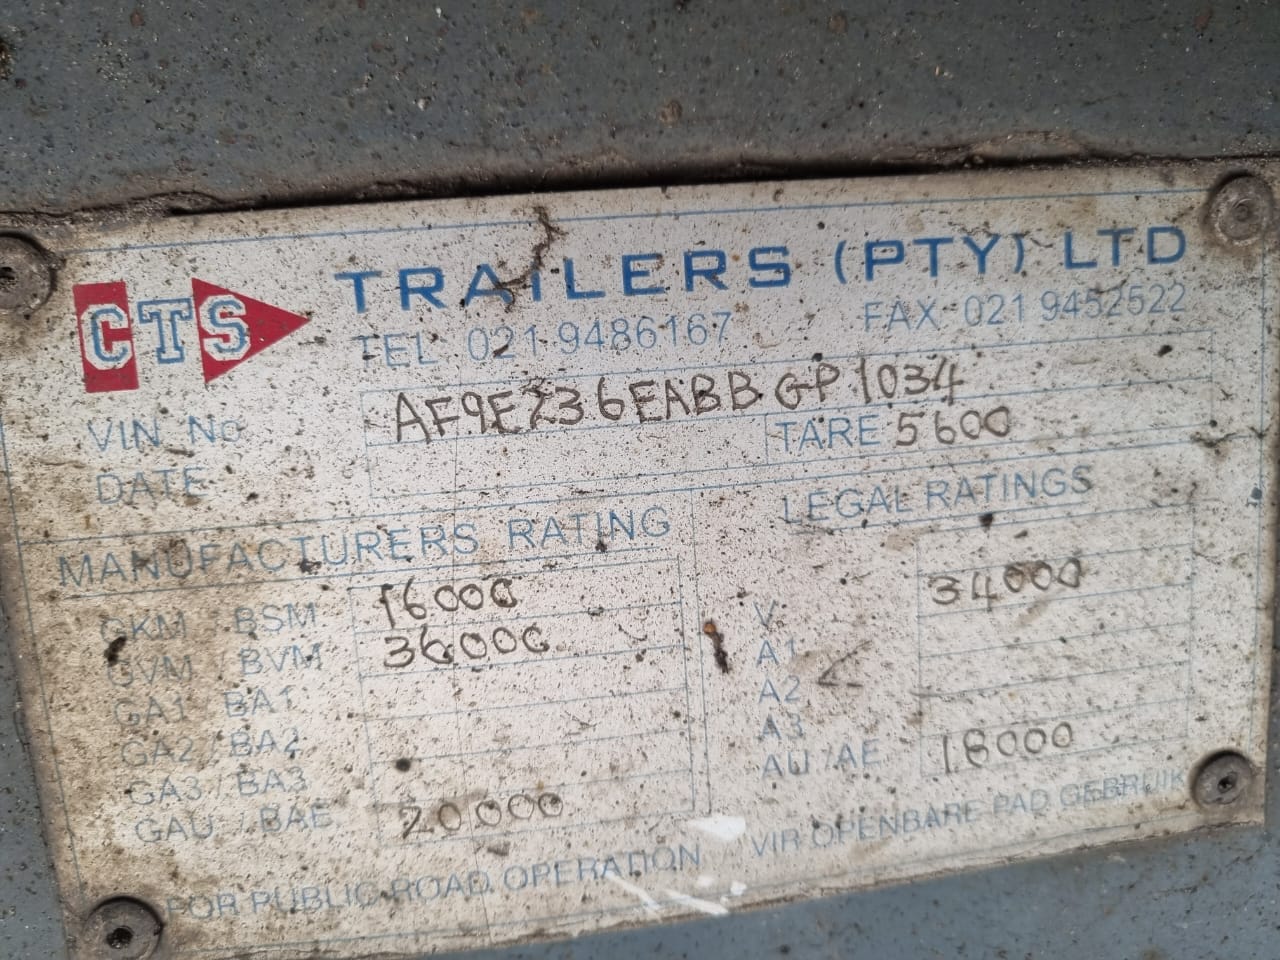 CTS TRAILERS (PTY) LTD
TEL 021 9486167 FAX 021 9452522
VIN No AF9EZ36EABBGP1034
DATE TARE 5600
MANUFACTURERS RATING LEGAL RATINGS
GKM / BSM 16000
GVM / BVM 36000 V 34000
GA1 / BA1 A1
GA2 / BA2 A2
GA3 / BA3 A3
GAU / BAE 20000 AU / AE 18000
FOR PUBLIC ROAD OPERATION VIR OPENBARE PAD GEBRUIK